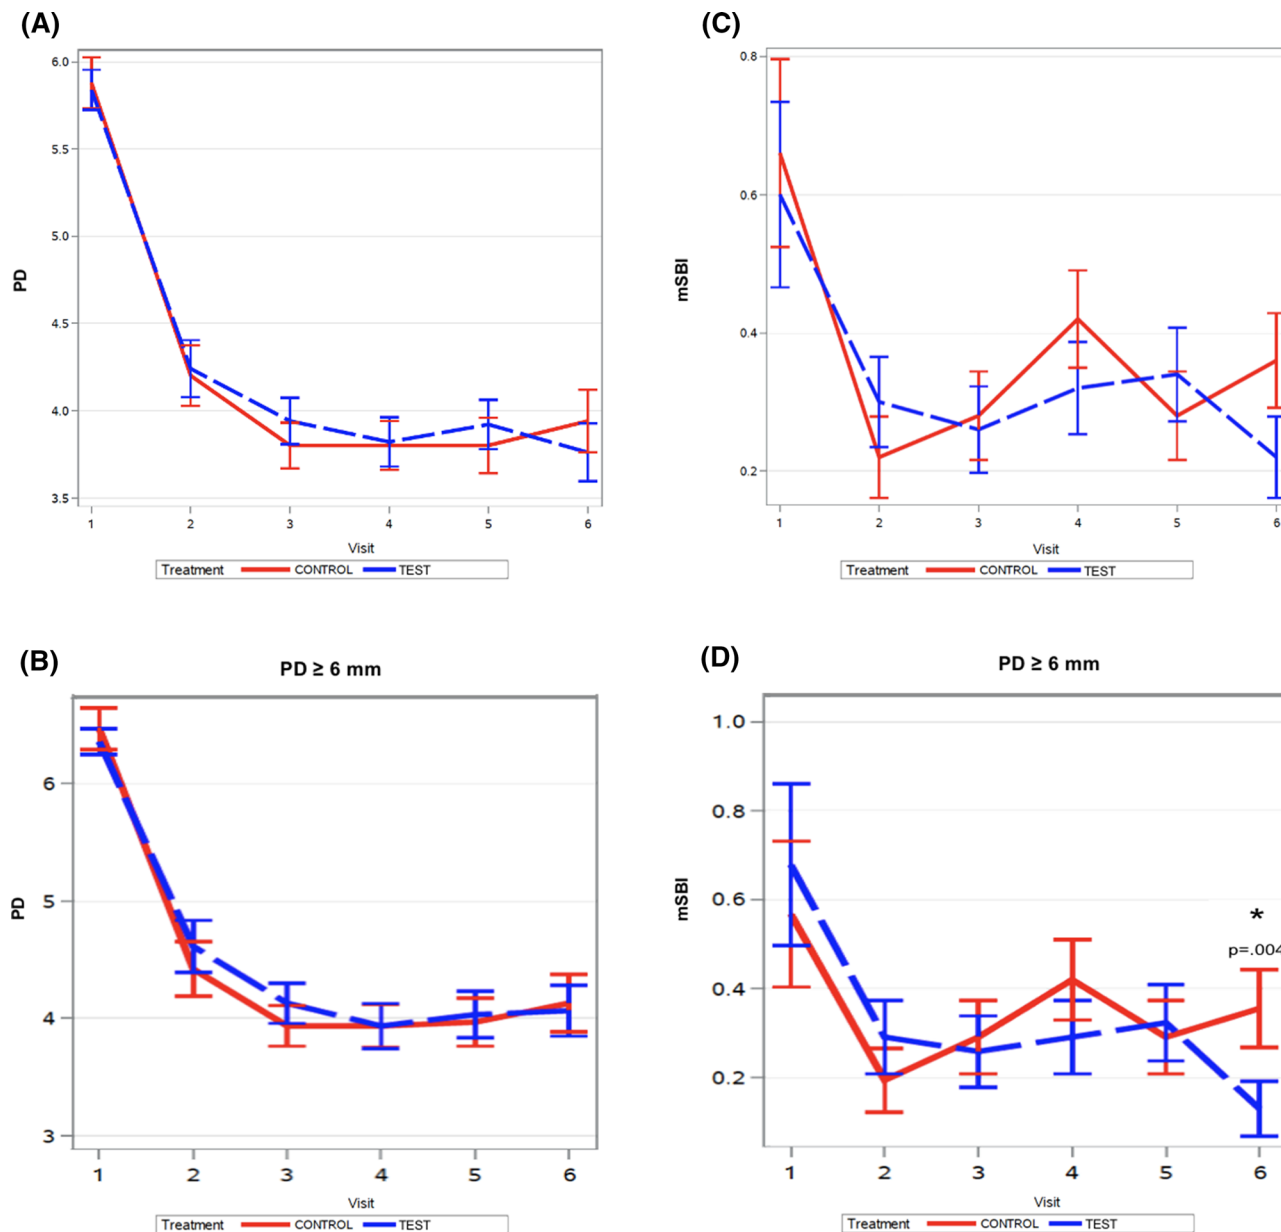 (A)
6.0
5.5
5.0
4.5
4.0
3.5
PD
1 2 3 4 5 6
Visit
Treatment CONTROL TEST
(C)
0.8
0.6
0.4
0.2
mSBI
1 2 3 4 5 6
Visit
Treatment CONTROL TEST
(B)
PD ≥ 6 mm
6
5
4
3
PD
1 2 3 4 5 6
Visit
Treatment CONTROL TEST
(D)
PD ≥ 6 mm
1.0
0.8
0.6
0.4
0.2
mSBI
*
p=.004
1 2 3 4 5 6
Visit
Treatment CONTROL TEST